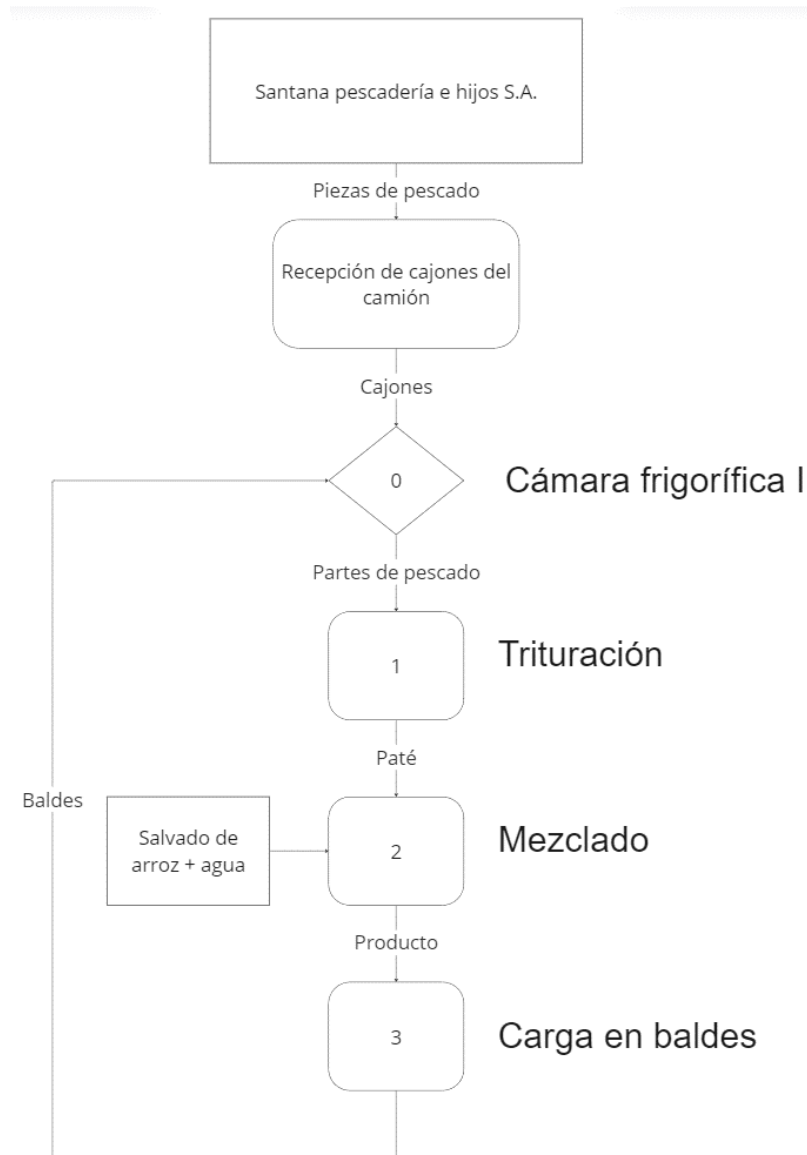 Santana pescadería e hijos S.A.
Piezas de pescado
Recepción de cajones del
camión
Cajones
0
Cámara frigorífica I
Partes de pescado
1
Trituración
Paté
Baldes
Salvado de
arroz + agua
2
Mezclado
Producto
3
Carga en baldes